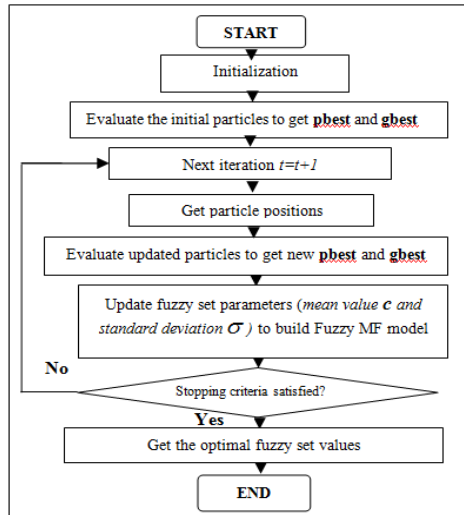 START
Initialization
Evaluate the initial particles to get pbest and gbest
Next iteration t=t+1
Get particle positions
Evaluate updated particles to get new pbest and gbest
Update fuzzy set parameters (mean value c and
standard deviation σ ) to build Fuzzy MF model
No
Stopping criteria satisfied?
Yes
Get the optimal fuzzy set values
END